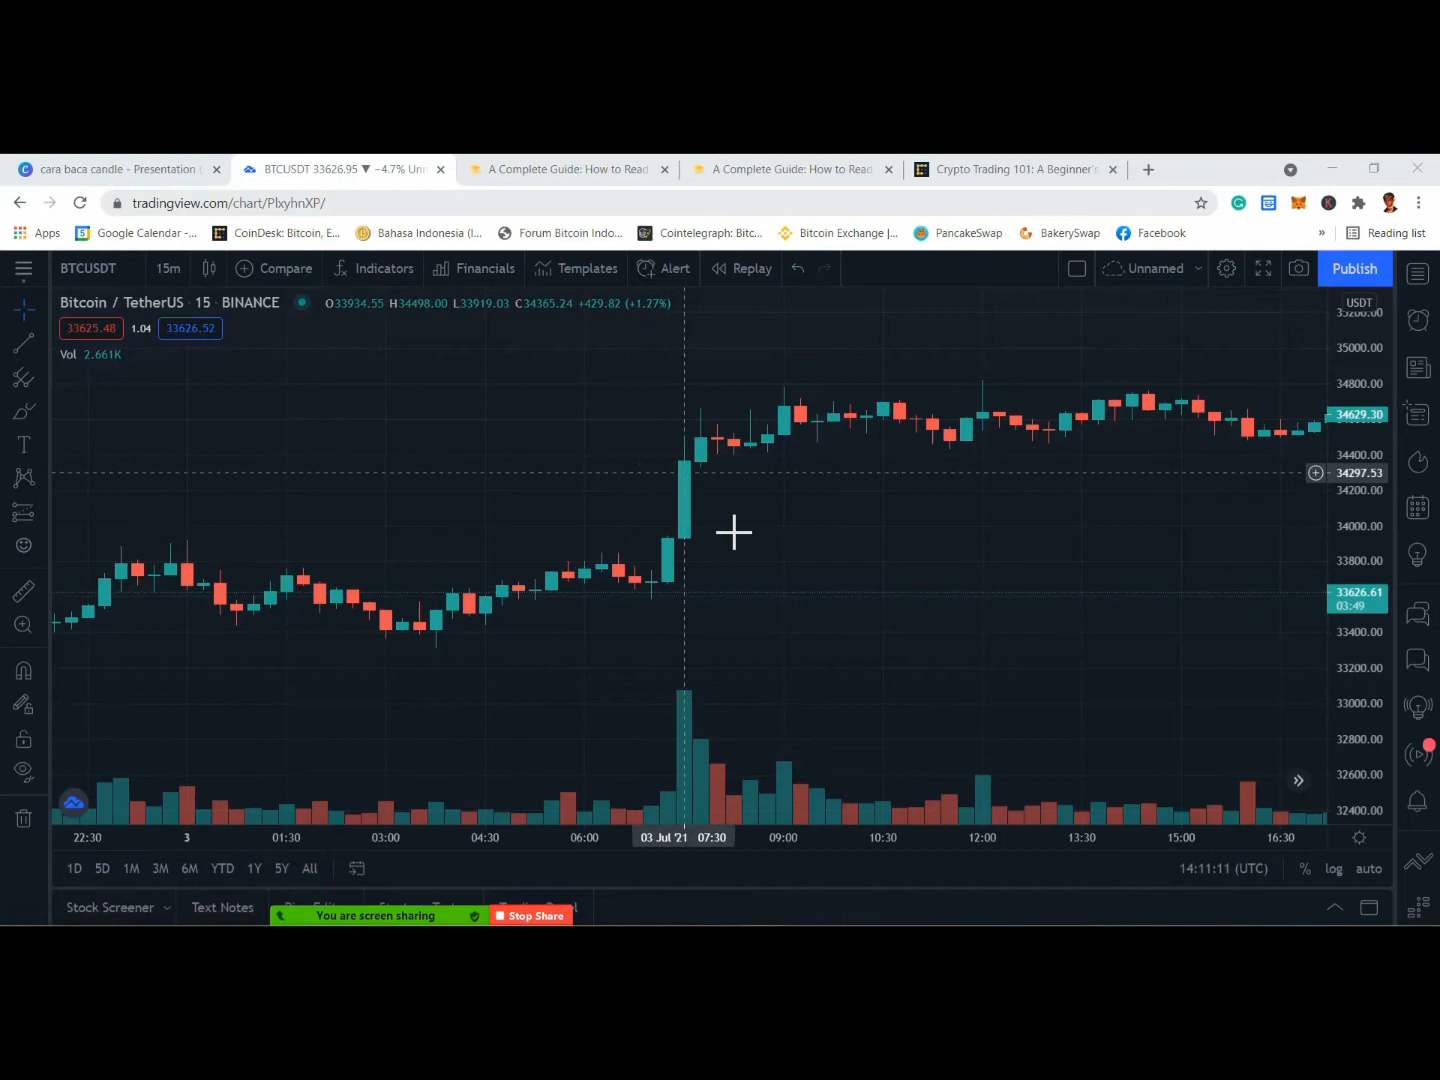 cara baca candle - Presentation (
BTCUSDT 33626.95 ▼ −4.7% Unn
A Complete Guide: How to Read
A Complete Guide: How to Read
Crypto Trading 101: A Beginner's
tradingview.com/chart/PlxyhnXP/
Apps
Google Calendar -...
CoinDesk: Bitcoin, E...
Bahasa Indonesia (I...
Forum Bitcoin Indo...
Cointelegraph: Bitc...
Bitcoin Exchange |...
PancakeSwap
BakerySwap
Facebook
»
Reading list
BTCUSDT
15m
Compare
Indicators
Financials
Templates
Alert
Replay
Unnamed
Publish
Bitcoin / TetherUS · 15 · BINANCE
O33934.55 H34498.00 L33919.03 C34365.24 +429.82 (+1.27%)
33625.48
1.04
33626.52
Vol 2.661K
USDT
35200.00
35000.00
34800.00
34629.30
34400.00
34297.53
34200.00
34000.00
33800.00
33626.61
03:49
33400.00
33200.00
33000.00
32800.00
32600.00
32400.00
22:30
3
01:30
03:00
04:30
06:00
03 Jul '21 07:30
09:00
10:30
12:00
13:30
15:00
16:30
1D
5D
1M
3M
6M
YTD
1Y
5Y
All
14:11:11 (UTC)
%
log
auto
Stock Screener
Text Notes
You are screen sharing
Stop Share